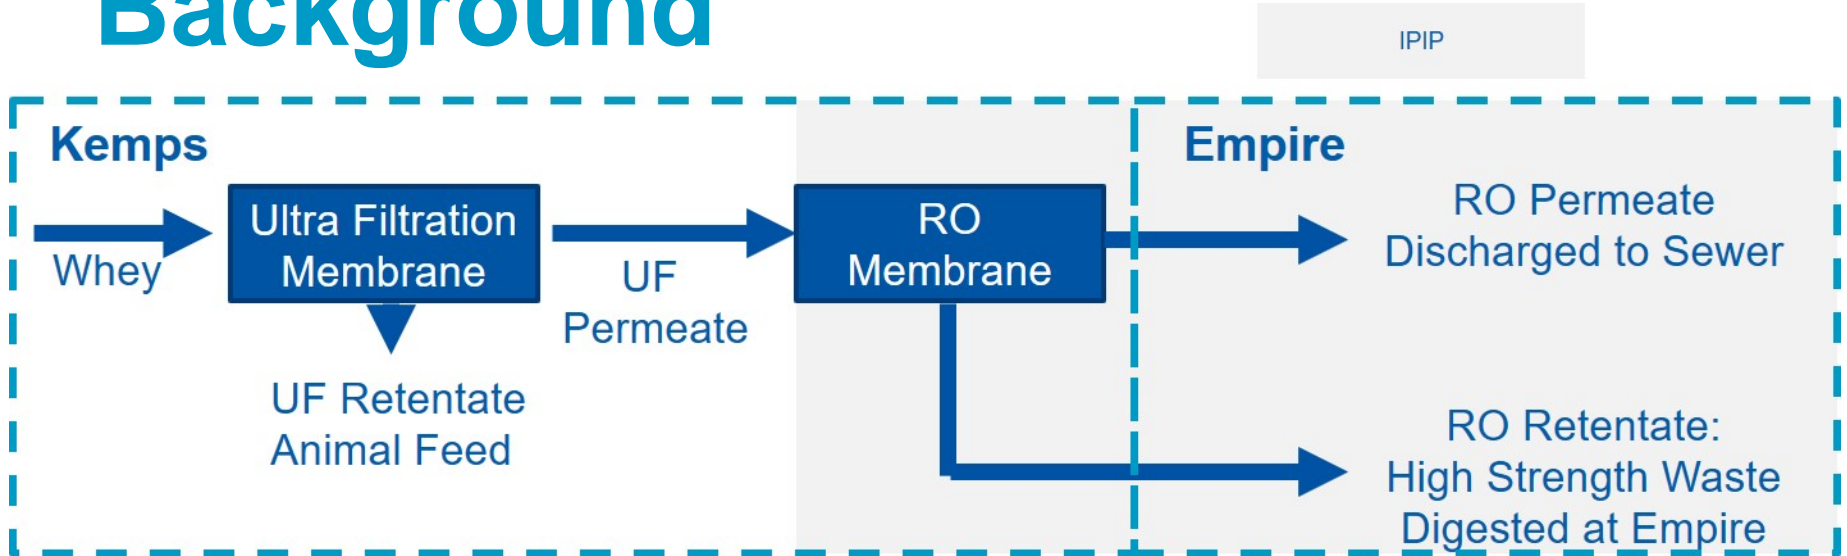 Background
IPIP
Kemps
Empire
Whey
Ultra Filtration
Membrane
UF
Permeate
UF Retentate
Animal Feed
RO
Membrane
RO Permeate
Discharged to Sewer
RO Retentate:
High Strength Waste
Digested at Empire